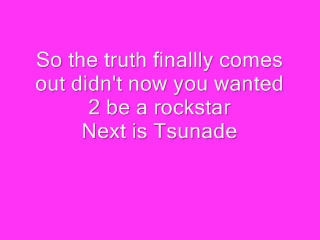 So the truth finallly comes
out didn't now you wanted
2 be a rockstar
Next is Tsunade